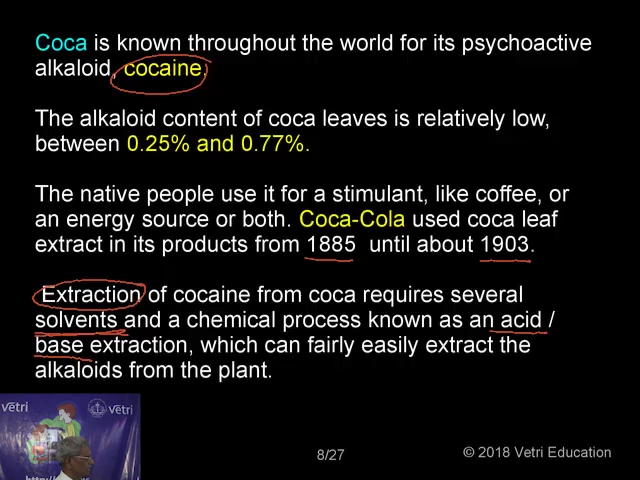 Coca is known throughout the world for its psychoactive
alkaloid, cocaine.
The alkaloid content of coca leaves is relatively low,
between 0.25% and 0.77%.
The native people use it for a stimulant, like coffee, or
an energy source or both. Coca-Cola used coca leaf
extract in its products from 1885 until about 1903.
Extraction of cocaine from coca requires several
solvents and a chemical process known as an acid /
base extraction, which can fairly easily extract the
alkaloids from the plant.
Vetri
Vetri
8/27
© 2018 Vetri Education